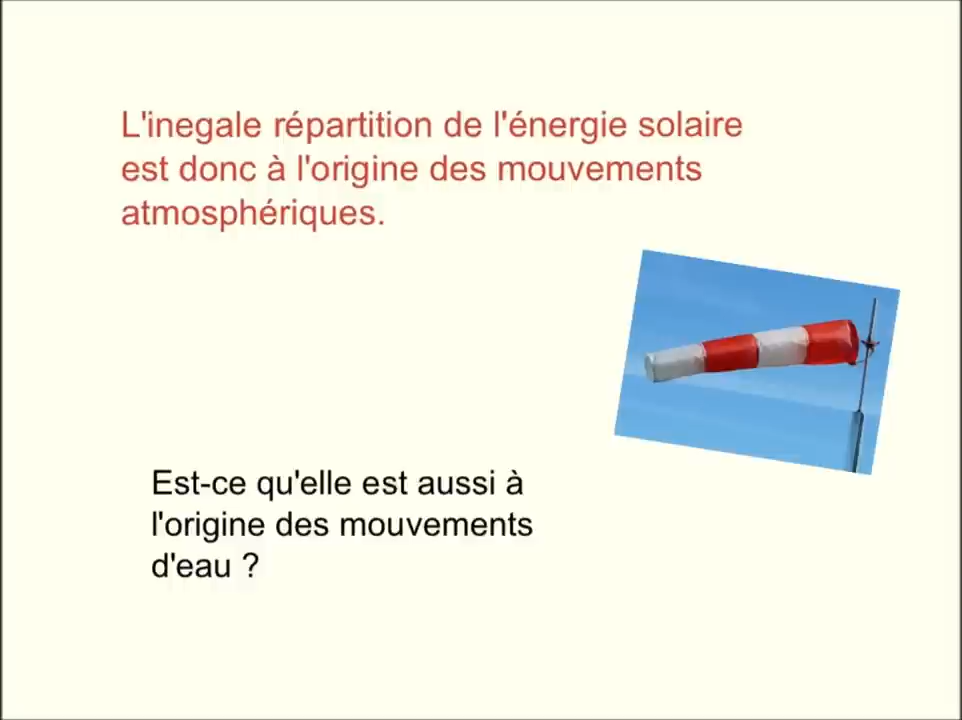 L'inegale répartition de l'énergie solaire
est donc à l'origine des mouvements
atmosphériques.
Est-ce qu'elle est aussi à
l'origine des mouvements
d'eau ?